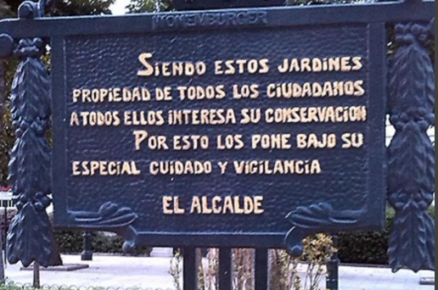 HONEMBURGER
SIENDO ESTOS JARDINES
PROPIEDAD DE TODOS LOS CIUDADANOS
A TODOS ELLOS INTERESA SU CONSERVACION
POR ESTO LOS PONE BAJO SU
ESPECIAL CUIDADO Y VIGILANCIA
EL ALCALDE